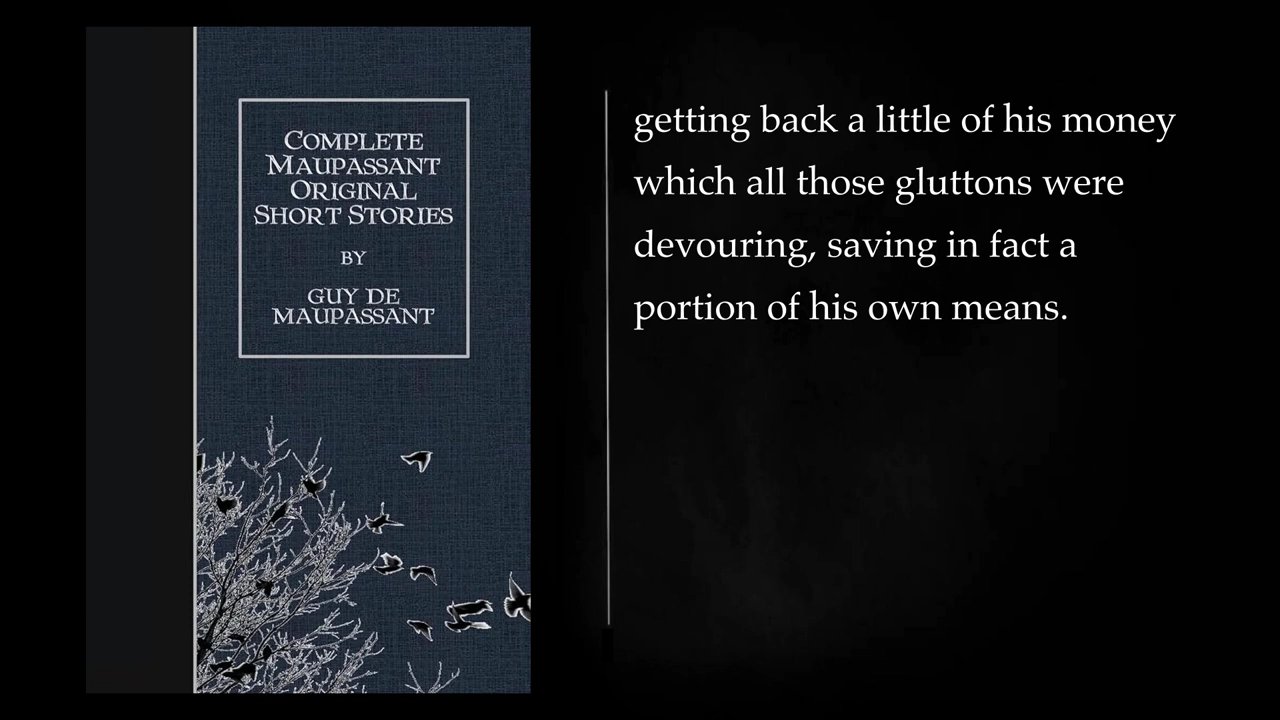 COMPLETE
MAUPASSANT
ORIGINAL
SHORT STORIES
BY
GUY DE
MAUPASSANT
getting back a little of his money
which all those gluttons were
devouring, saving in fact a
portion of his own means.